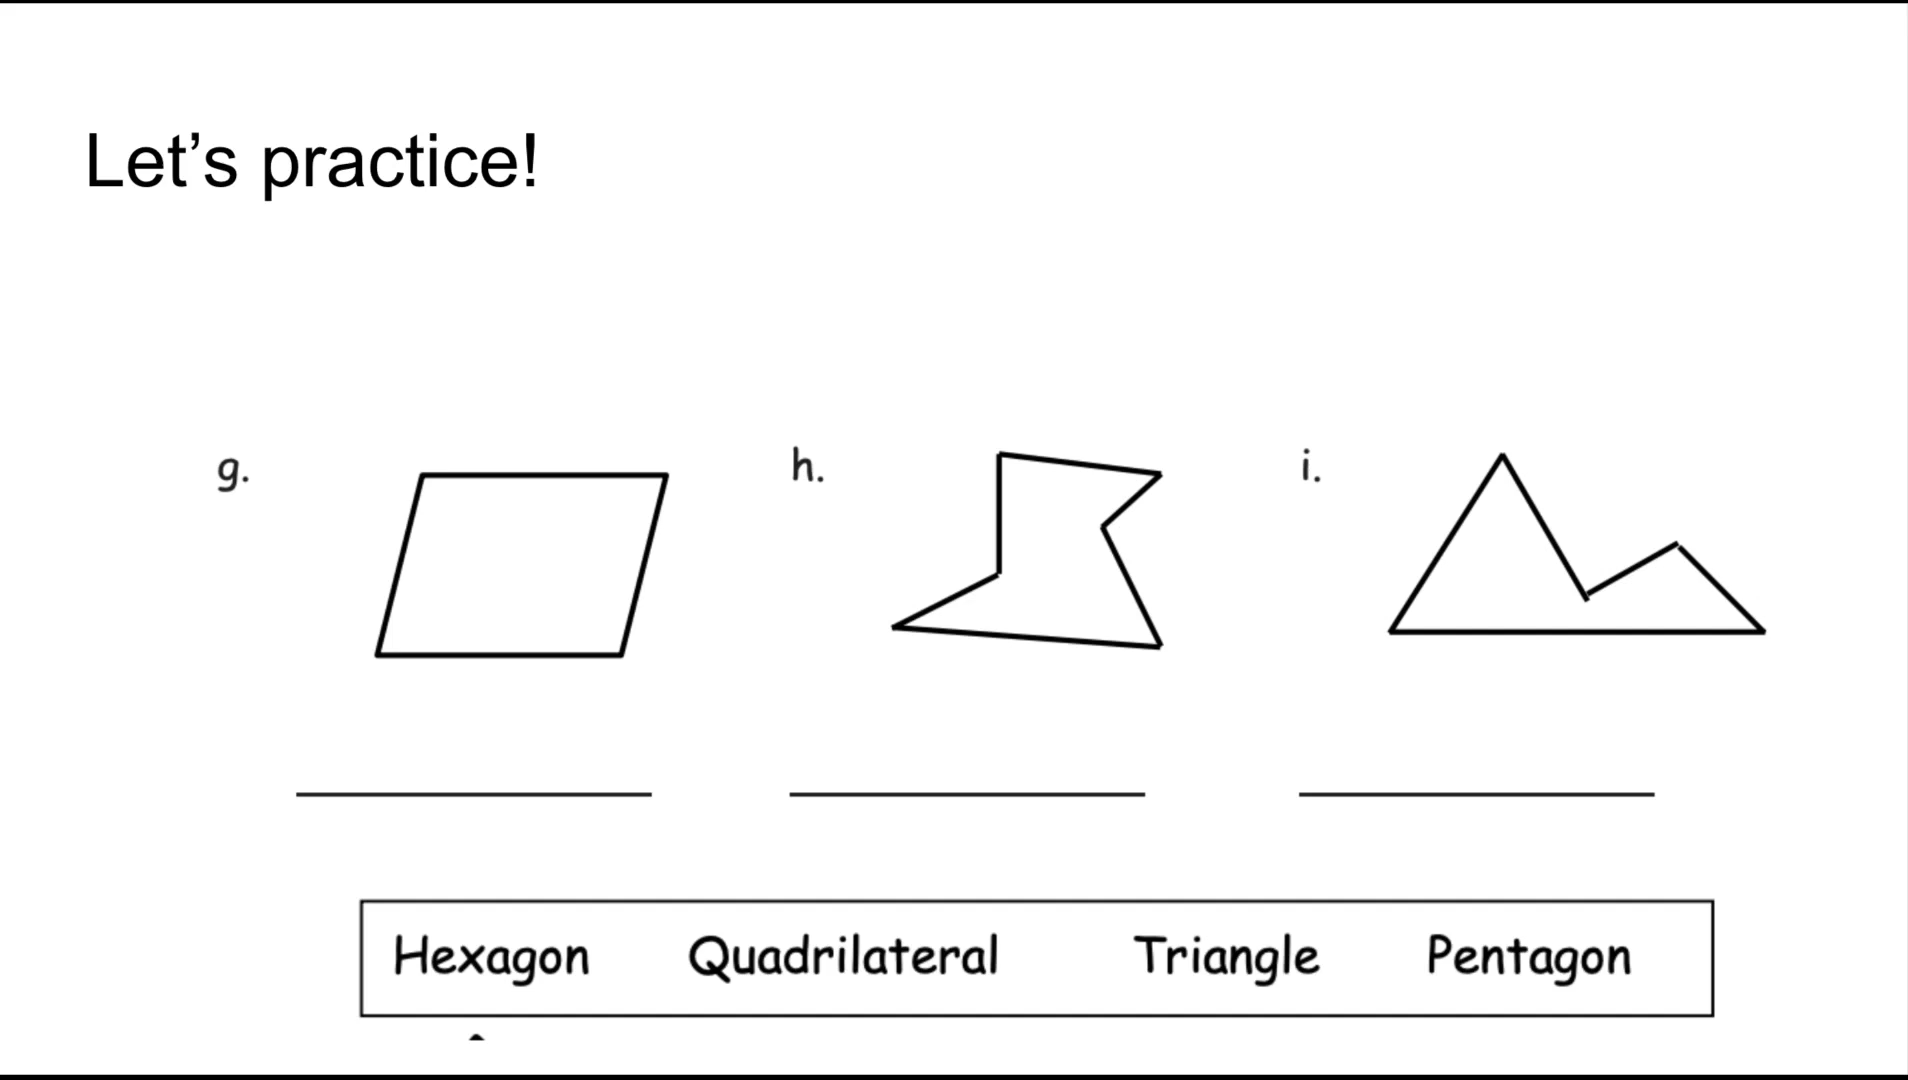 Let’s practice!
g.
h.
i.
Hexagon Quadrilateral Triangle Pentagon